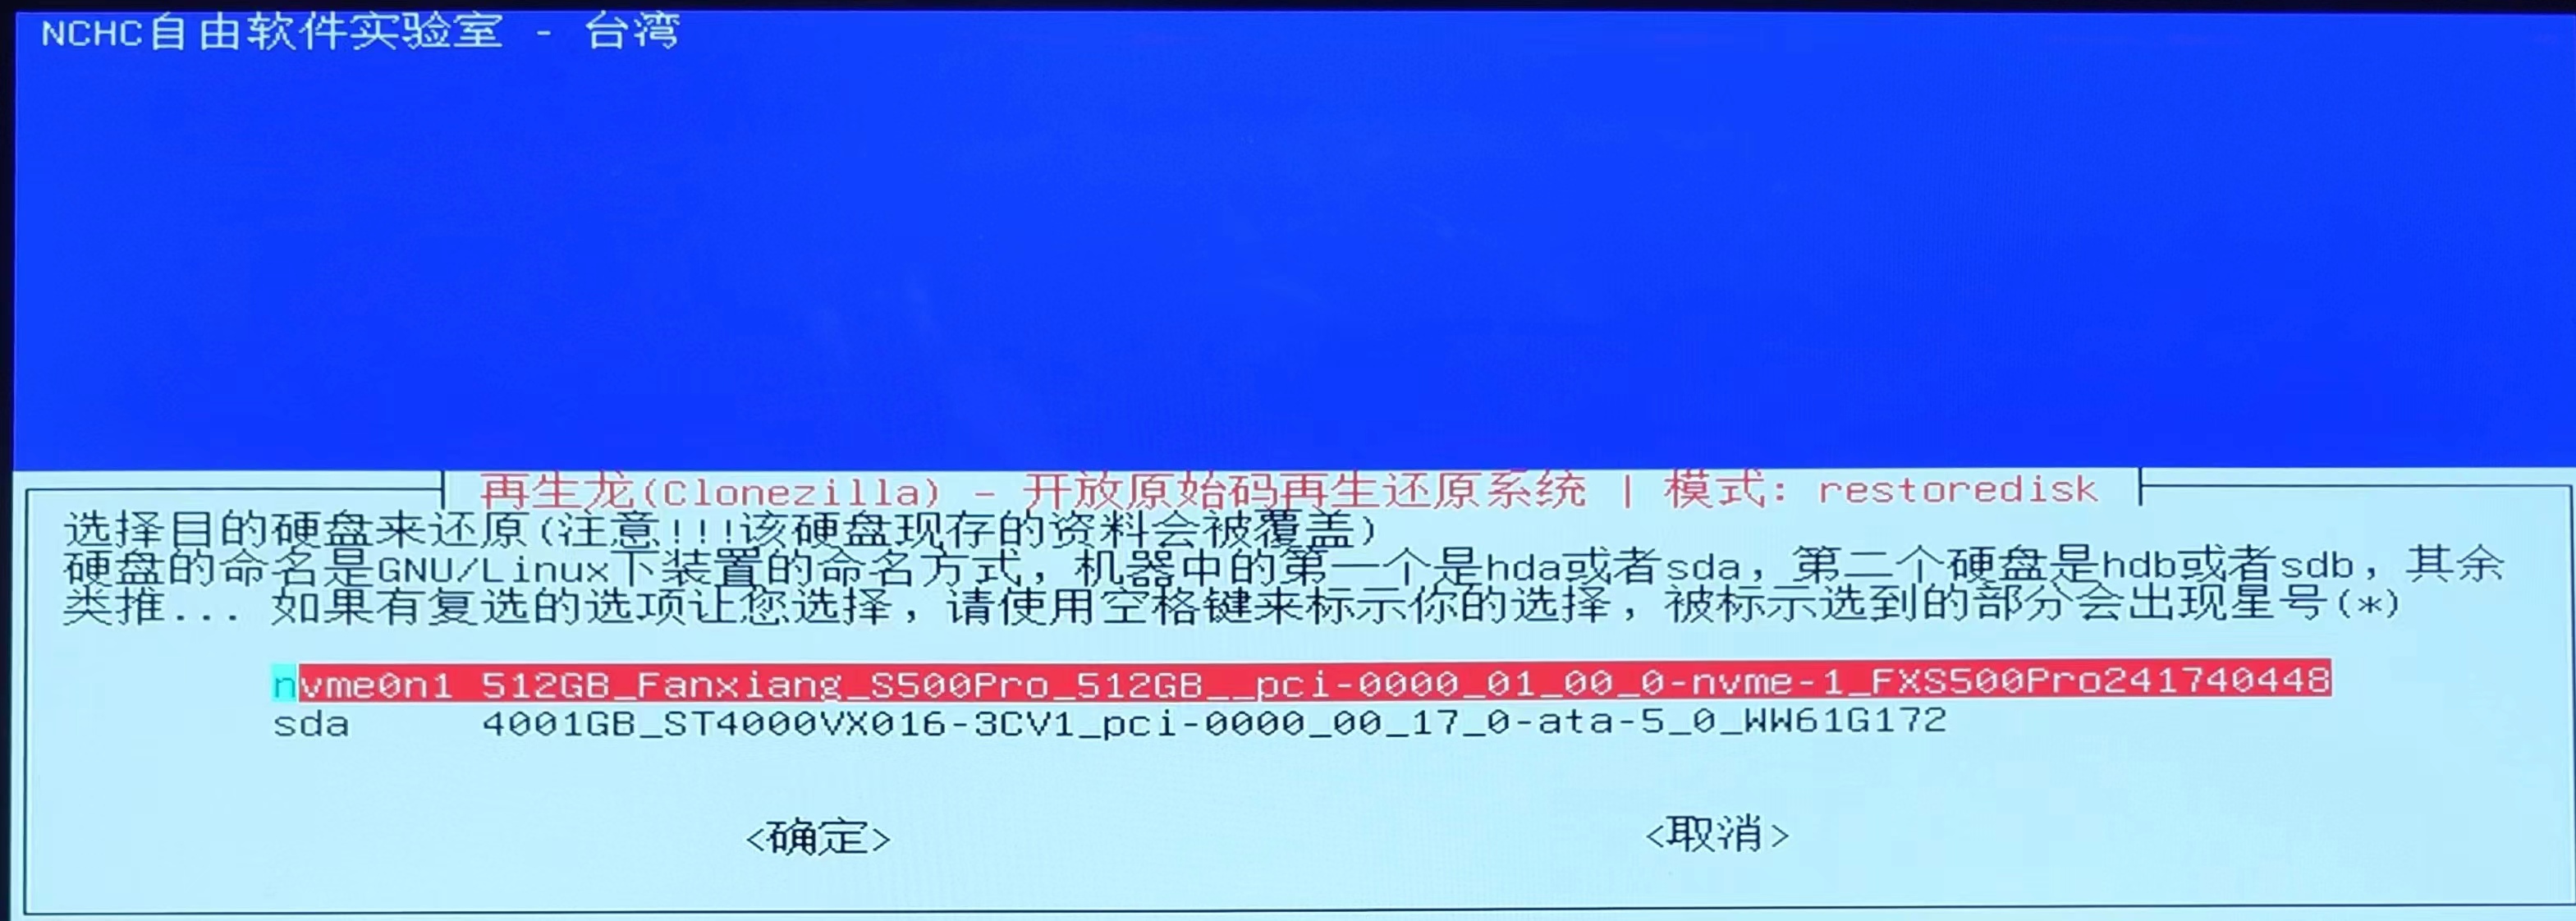 NCHC自由软件实验室 - 台湾
再生龙(Clonezilla) - 开放原始码再生还原系统 | 模式: restoredisk
选择目的硬盘来还原(注意!!!该硬盘现存的资料会被覆盖)
硬盘的命名是GNU/Linux下装置的命名方式，机器中的第一个是hda或者sda，第二个硬盘是hdb或者sdb，其余
类推... 如果有复选的选项让您选择，请使用空格键来标示你的选择，被标示选到的部分会出现星号(*)
nvme0n1 512GB_Fanxiang_S500Pro_512GB__pci-0000_01_00_0-nvme-1_FXS500Pro241740448
sda 4001GB_ST4000VX016-3CV1_pci-0000_00_17_0-ata-5_0_WW61G172
<确定> <取消>